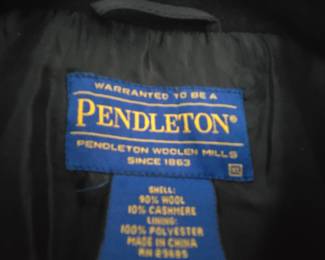 WARRANTED TO BE A
PENDLETON®
PENDLETON WOOLEN MILLS
SINCE 1863
SHELL:
90% WOOL
10% CASHMERE
LINING:
100% POLYESTER
MADE IN CHINA
RN 29685